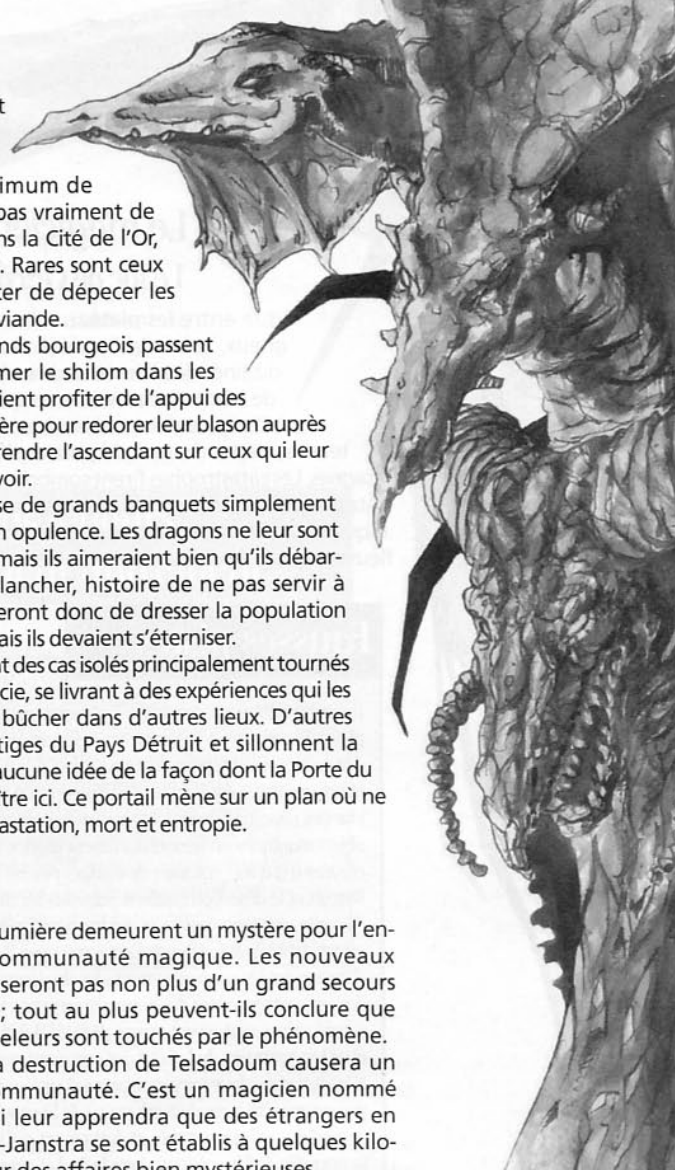 t
imum de
pas vraiment de
ns la Cité de l'Or,
. Rares sont ceux
ter de dépecer les
viande.
nds bourgeois passent
mer le shilom dans les
ient profiter de l'appui des
ère pour redorer leur blason auprès
rendre l'ascendant sur ceux qui leur
voir.
se de grands banquets simplement
n opulence. Les dragons ne leur sont
mais ils aimeraient bien qu'ils débar-
lancher, histoire de ne pas servir à
eront donc de dresser la population
ais ils devaient s'éterniser.
t des cas isolés principalement tournés
cie, se livrant à des expériences qui les
bûcher dans d'autres lieux. D'autres
tiges du Pays Détruit et sillonnent la
aucune idée de la façon dont la Porte du
ître ici. Ce portail mène sur un plan où ne
astation, mort et entropie.
umière demeurent un mystère pour l'en-
ommunauté magique. Les nouveaux
seront pas non plus d'un grand secours
; tout au plus peuvent-ils conclure que
eleurs sont touchés par le phénomène.
a destruction de Telsadoum causera un
ommunauté. C'est un magicien nommé
i leur apprendra que des étrangers en
-Jarnstra se sont établis à quelques kilo-
ur des affaires bien mystérieuses